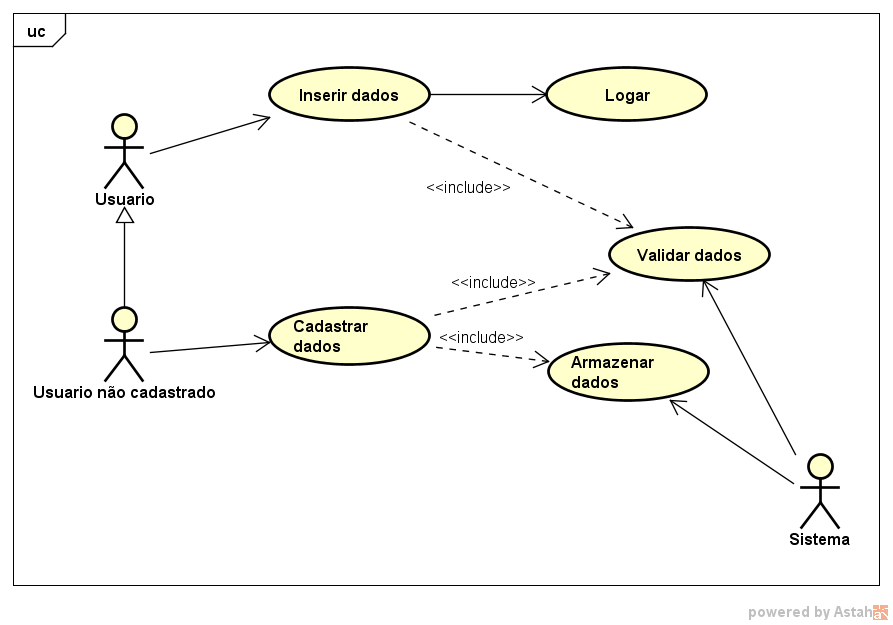 uc
Inserir dados
Logar
Usuario
<<include>>
Validar dados
<<include>>
Cadastrar
dados
<<include>>
Armazenar
dados
Usuario não cadastrado
Sistema
powered by Astah